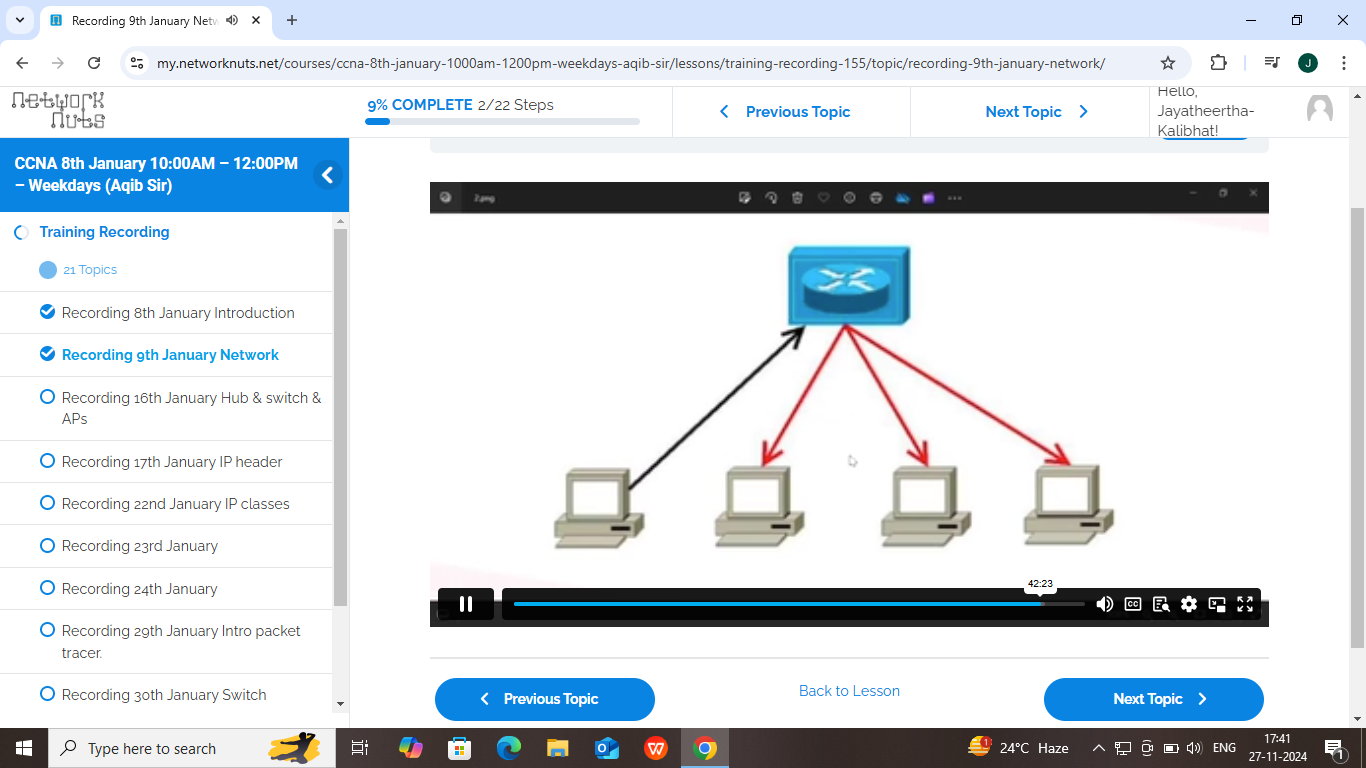 Recording 9th January Netw
my.networknuts.net/courses/ccna-8th-january-1000am-1200pm-weekdays-aqib-sir/lessons/training-recording-155/topic/recording-9th-january-network/
J
Network
Nuts
9% COMPLETE 2/22 Steps
Previous Topic
Next Topic
Hello,
Jayatheertha-
Kalibhat!
CCNA 8th January 10:00AM – 12:00PM
– Weekdays (Aqib Sir)
Training Recording
21 Topics
Recording 8th January Introduction
Recording 9th January Network
Recording 16th January Hub & switch &
APs
Recording 17th January IP header
Recording 22nd January IP classes
Recording 23rd January
Recording 24th January
Recording 29th January Intro packet
tracer.
Recording 30th January Switch
2.png
42:23
CC
Previous Topic
Back to Lesson
Next Topic
Type here to search
1
24°C Haze
ENG
17:41
27-11-2024
1